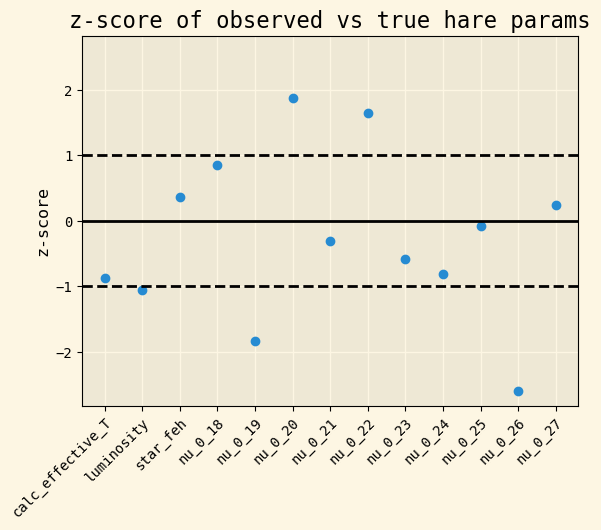 z-score of observed vs true hare params
z-score
2
1
0
−1
−2
calc_effective_T
luminosity
star_feh
nu_0_18
nu_0_19
nu_0_20
nu_0_21
nu_0_22
nu_0_23
nu_0_24
nu_0_25
nu_0_26
nu_0_27